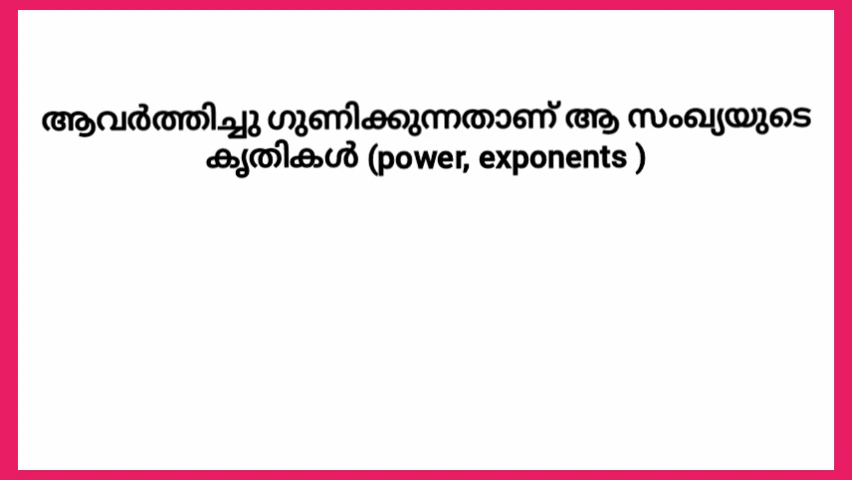 ആവർത്തിച്ചു ഗുണിക്കുന്നതാണ് ആ സംഖ്യയുടെ
കൃതികൾ (power, exponents )